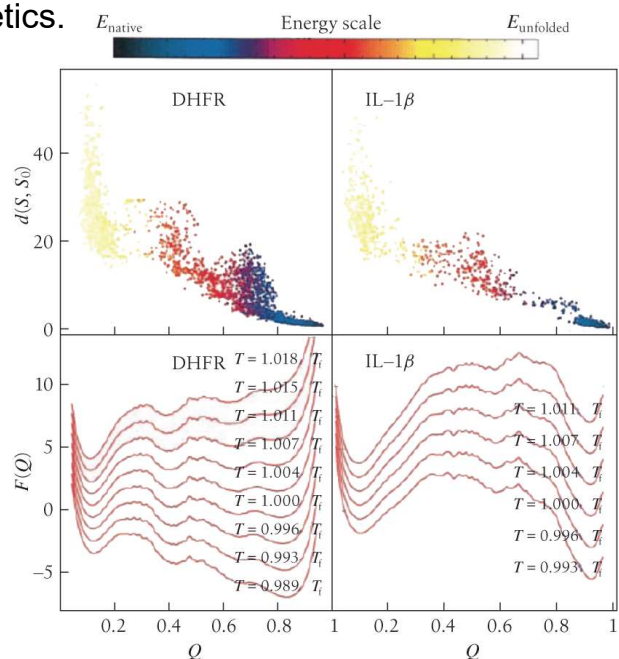 etics.
E_native Energy scale E_unfolded
DHFR IL–1β
d(S, S₀)
40
20
0
DHFR IL–1β
F(Q)
10
5
0
−5
T = 1.018 T_f
T = 1.015 T_f
T = 1.011 T_f
T = 1.007 T_f
T = 1.004 T_f
T = 1.000 T_f
T = 0.996 T_f
T = 0.993 T_f
T = 0.989 T_f
T = 1.011 T_f
T = 1.007 T_f
T = 1.004 T_f
T = 1.000 T_f
T = 0.996 T_f
T = 0.993 T_f
0.2 0.4 0.6 0.8 1 0.2 0.4 0.6 0.8 1
Q Q